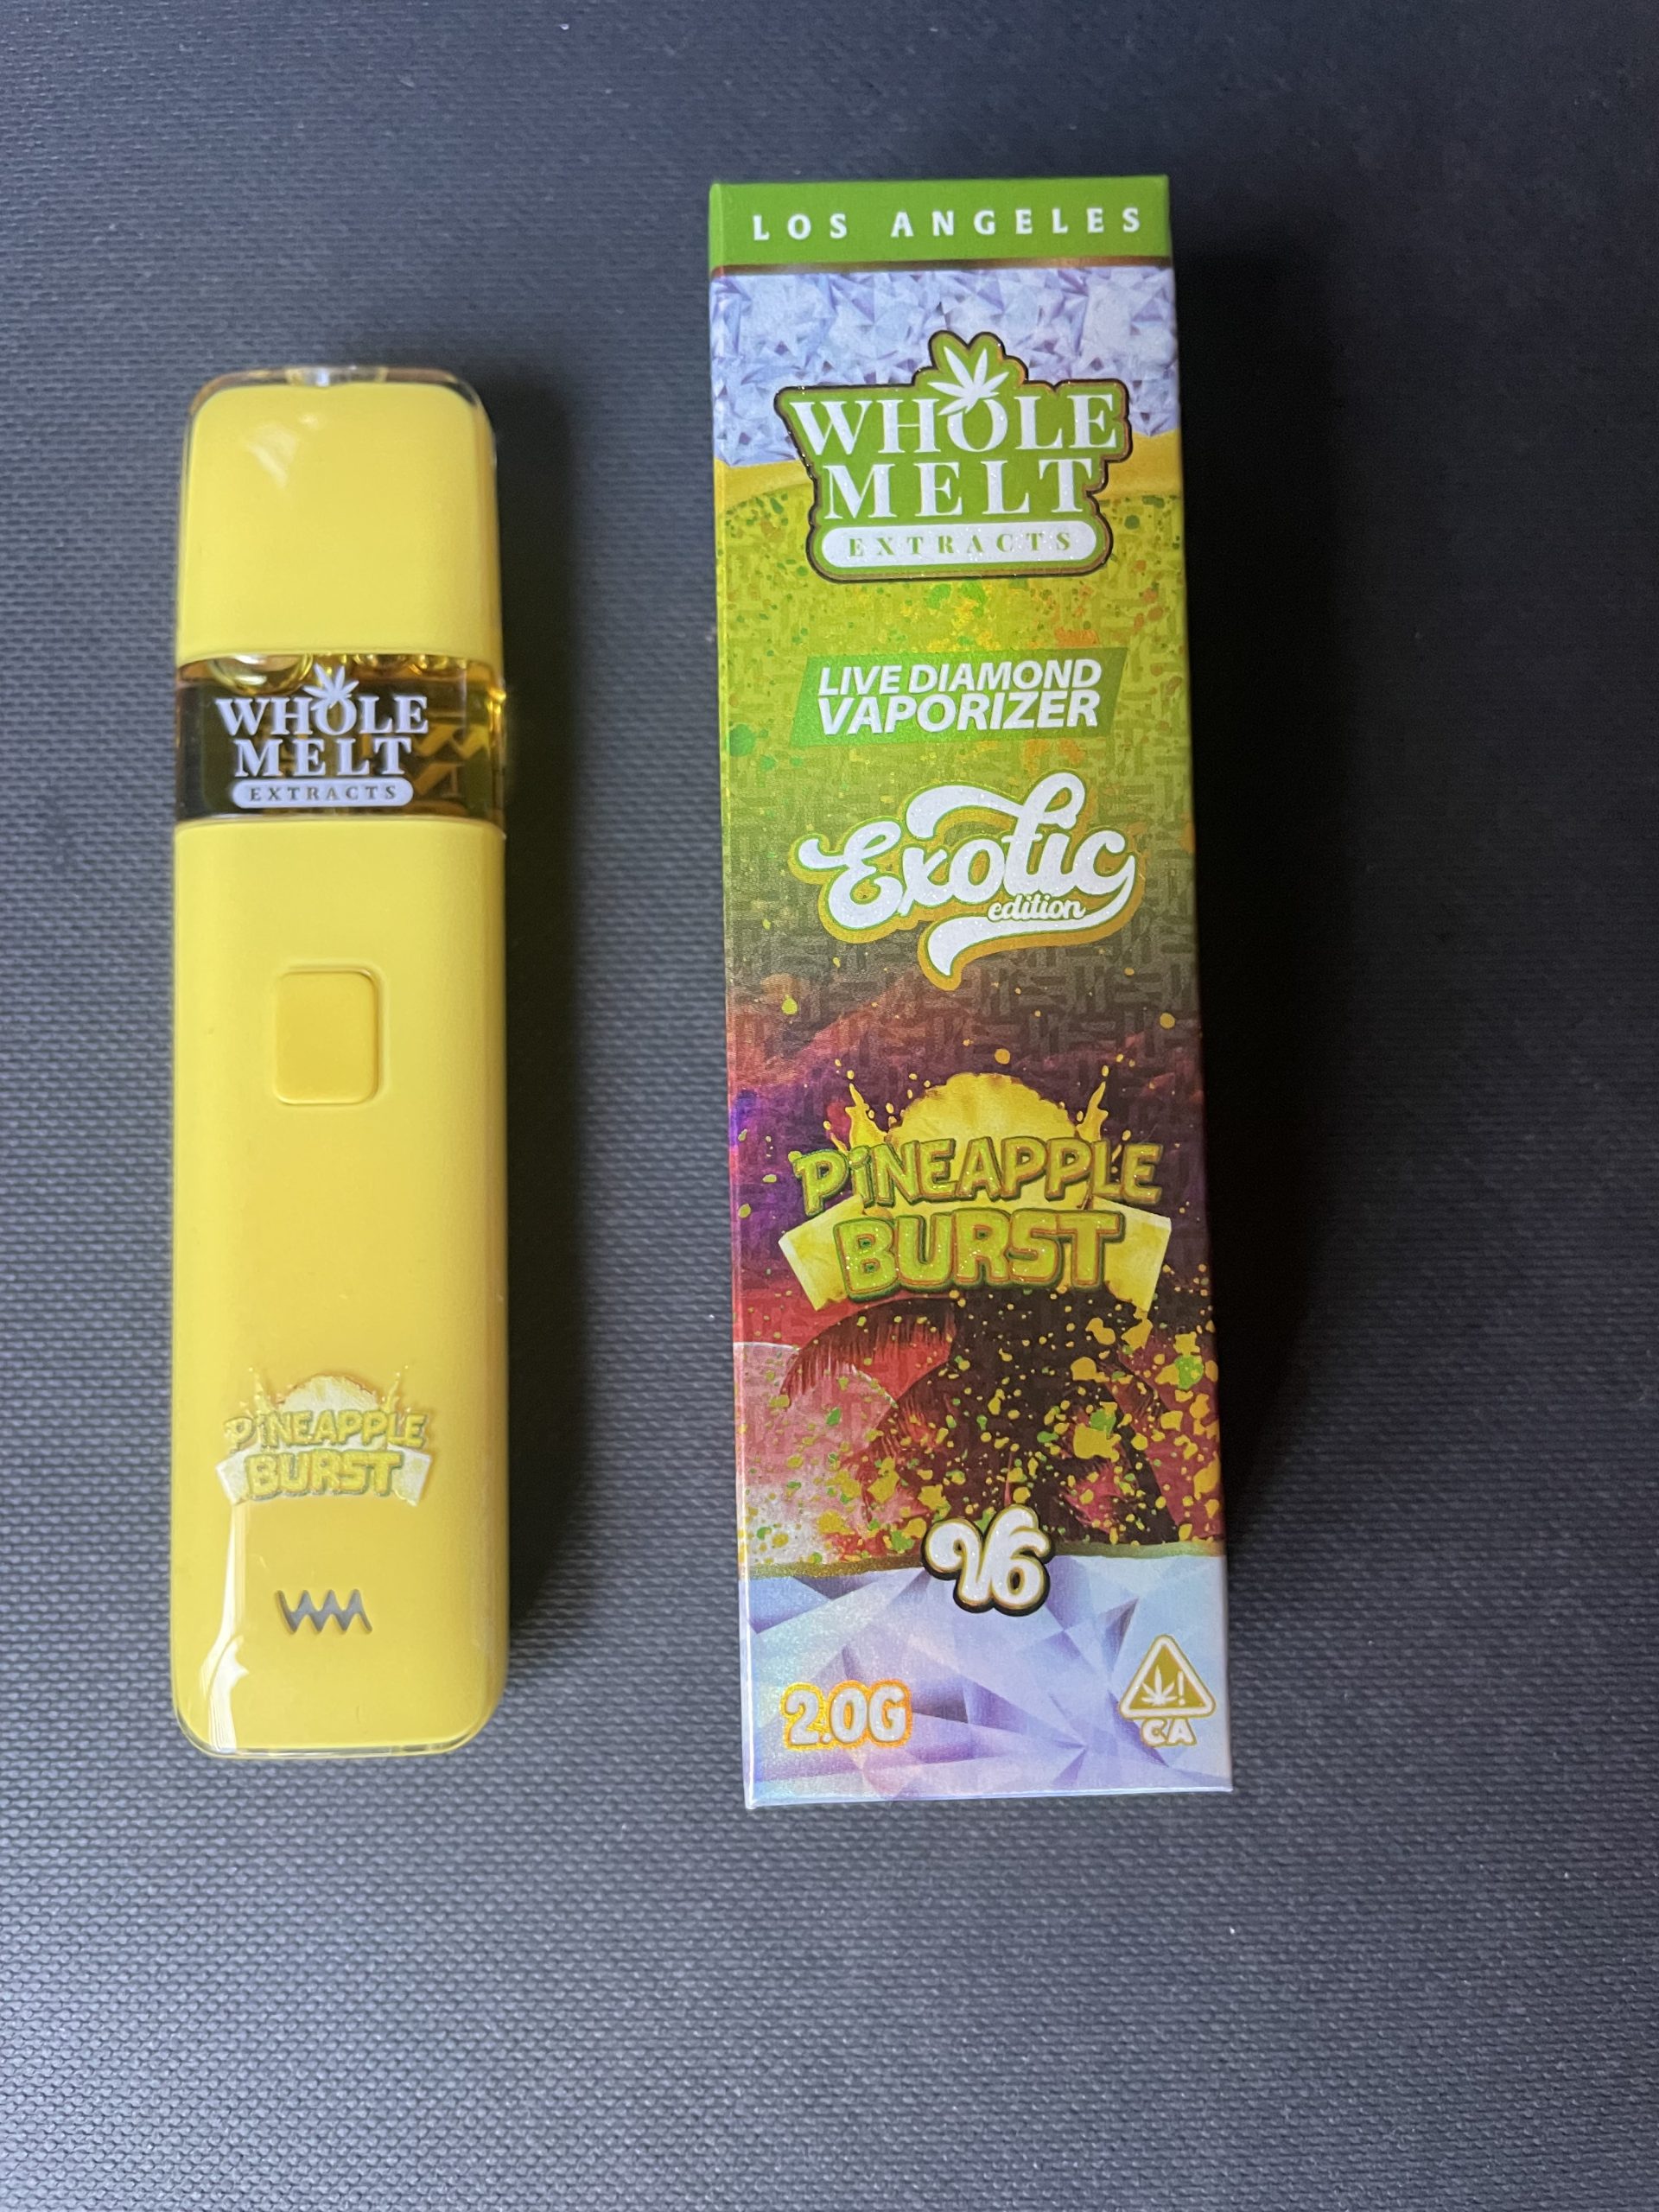 WHOLE
MELT
EXTRACTS
PiNEAPPLE
BURST
LOS ANGELES
WHOLE
MELT
EXTRACTS
LIVE DIAMOND
VAPORIZER
Exotic
edition
PiNEAPPLE
BURST
V6
2.0G
!
CA